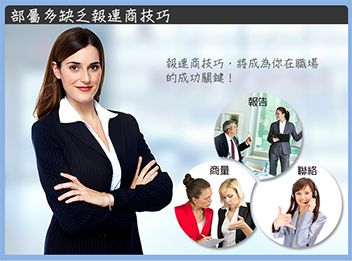 部屬多缺乏報連商技巧
報連商技巧，將成為你在職場
的成功關鍵！
報告
商量
聯絡